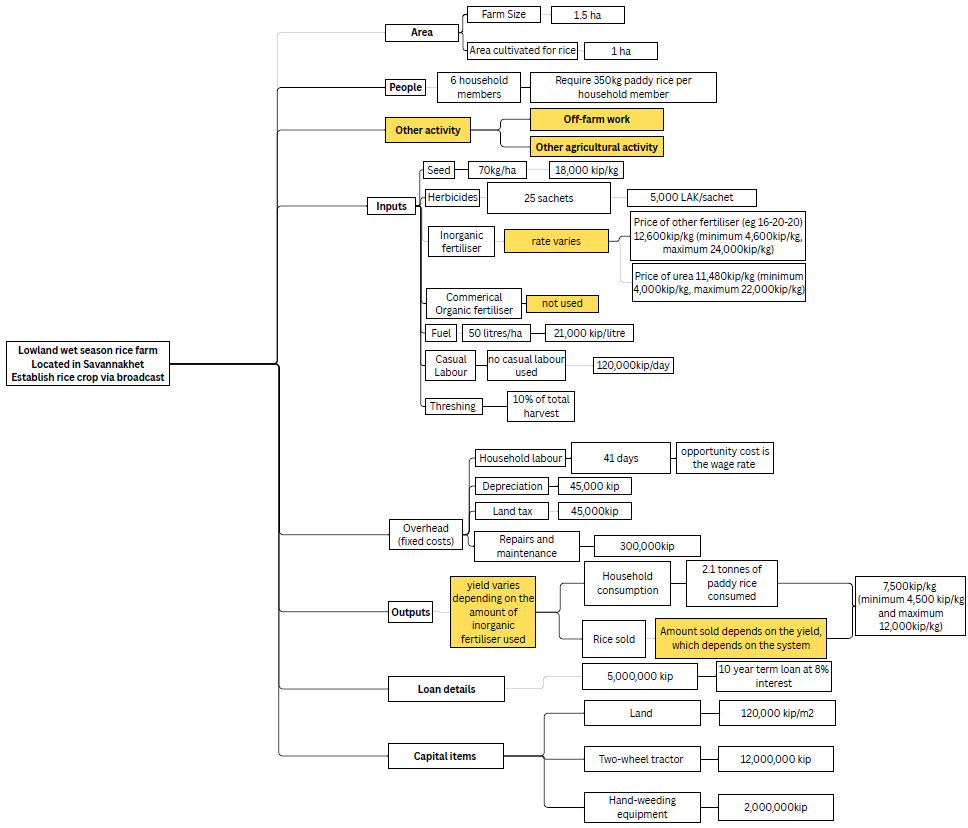 Farm Size
1.5 ha
Area
Area cultivated for rice
1 ha
People
6 household
members
Require 350kg paddy rice per
household member
Other activity
Off-farm work
Other agricultural activity
Inputs
Seed
70kg/ha
18,000 kip/kg
Herbicides
25 sachets
5,000 LAK/sachet
Inorganic
fertiliser
rate varies
Price of other fertiliser (eg 16-20-20)
12,600kip/kg (minimum 4,600kip/kg,
maximum 24,000kip/kg)
Price of urea 11,480kip/kg (minimum
4,000kip/kg, maximum 22,000kip/kg)
Commerical
Organic fertiliser
not used
Fuel
50 litres/ha
21,000 kip/litre
Casual
Labour
no casual labour
used
120,000kip/day
Threshing
10% of total
harvest
Lowland wet season rice farm
Located in Savannakhet
Establish rice crop via broadcast
Overhead
(fixed costs)
Household labour
41 days
opportunity cost is
the wage rate
Depreciation
45,000 kip
Land tax
45,000kip
Repairs and
maintenance
300,000kip
Outputs
yield varies
depending on the
amount of
inorganic
fertiliser used
Household
consumption
2.1 tonnes of
paddy rice
consumed
Rice sold
Amount sold depends on the yield,
which depends on the system
7,500kip/kg
(minimum 4,500 kip/kg
and maximum
12,000kip/kg)
Loan details
5,000,000 kip
10 year term loan at 8%
interest
Capital items
Land
120,000 kip/m2
Two-wheel tractor
12,000,000 kip
Hand-weeding
equipment
2,000,000kip